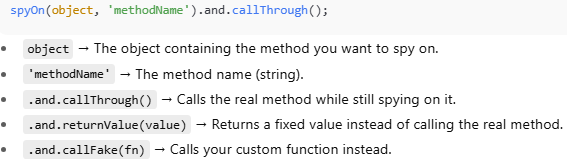 spyOn(object, 'methodName').and.callThrough();
• object → The object containing the method you want to spy on.
• 'methodName' → The method name (string).
• .and.callThrough() → Calls the real method while still spying on it.
• .and.returnValue(value) → Returns a fixed value instead of calling the real method.
• .and.callFake(fn) → Calls your custom function instead.